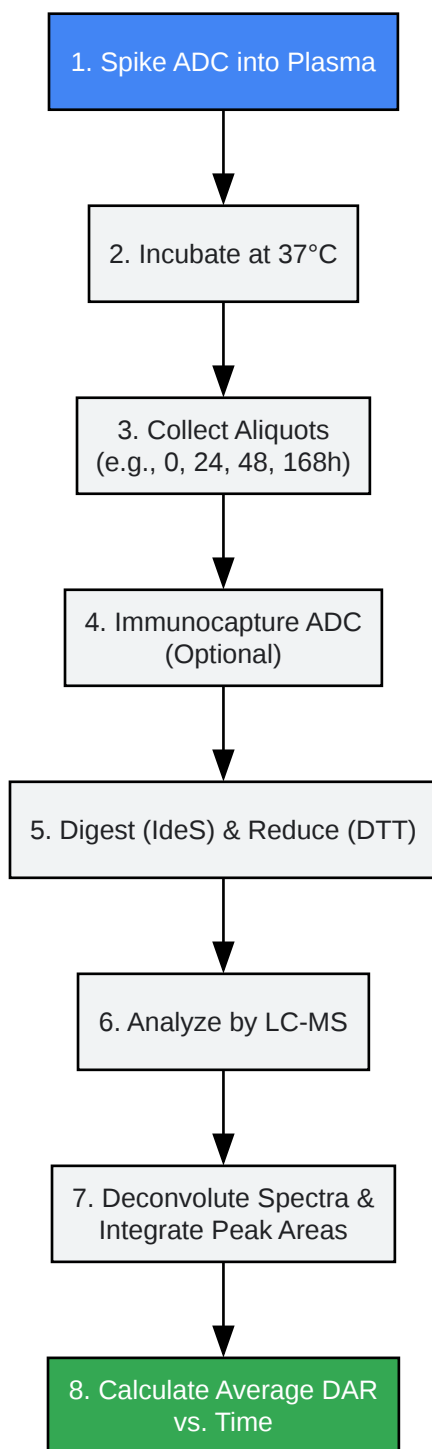 1. Spike ADC into Plasma
2. Incubate at 37°C
3. Collect Aliquots
(e.g., 0, 24, 48, 168h)
4. Immunocapture ADC
(Optional)
5. Digest (IdeS) & Reduce (DTT)
6. Analyze by LC-MS
7. Deconvolute Spectra &
Integrate Peak Areas
8. Calculate Average DAR
vs. Time